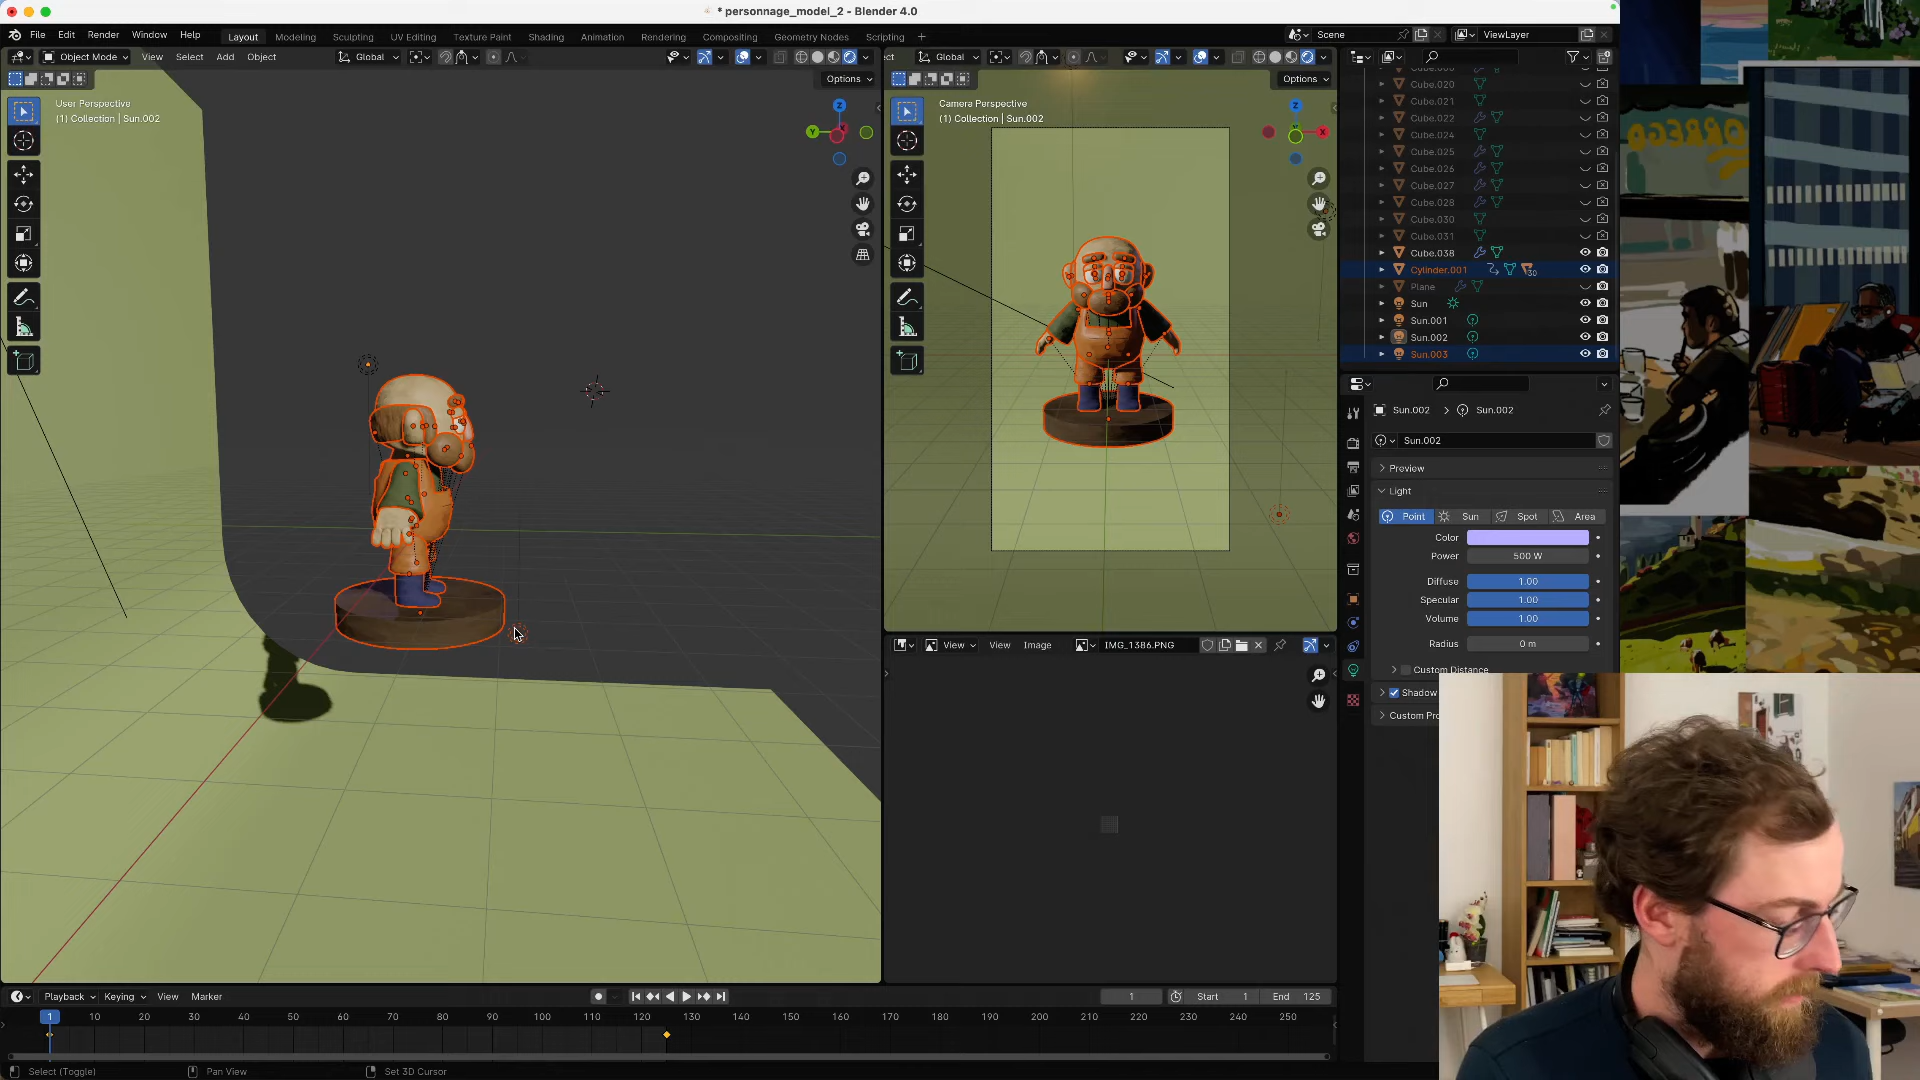 * personnage_model_2 - Blender 4.0
File Edit Render Window Help Layout Modeling Sculpting UV Editing Texture Paint Shading Animation Rendering Compositing Geometry Nodes Scripting + Scene ViewLayer
Object Mode View Select Add Object Global
ect Global
Options
Options
User Perspective
(1) Collection | Sun.002
Camera Perspective
(1) Collection | Sun.002
Z
Y
Z
X
Cube.020
Cube.021
Cube.022
Cube.024
Cube.025
Cube.026
Cube.027
Cube.028
Cube.030
Cube.031
Cube.038
Cylinder.001 30
Plane
Sun
Sun.001
Sun.002
Sun.003
Sun.002 > Sun.002
Sun.002
Preview
Light
Point Sun Spot Area
Color
Power 500 W
Diffuse 1.00
Specular 1.00
Volume 1.00
Radius 0 m
Custom Distance
Shadow
Custom Pro
View View Image IMG_1386.PNG
Playback Keying View Marker 1 Start 1 End 125
1 10 20 30 40 50 60 70 80 90 100 110 120 130 140 150 160 170 180 190 200 210 220 230 240 250
Select (Toggle) Pan View Set 3D Cursor